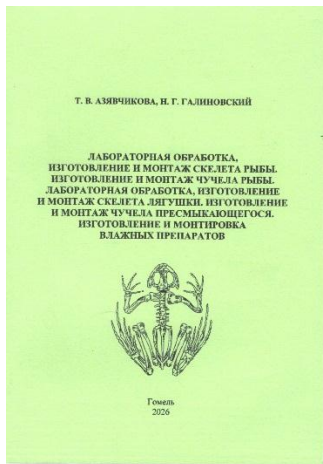 Т. В. АЗЯВЧИКОВА, Н. Г. ГАЛИНОВСКИЙ
ЛАБОРАТОРНАЯ ОБРАБОТКА,
ИЗГОТОВЛЕНИЕ И МОНТАЖ СКЕЛЕТА РЫБЫ.
ИЗГОТОВЛЕНИЕ И МОНТАЖ ЧУЧЕЛА РЫБЫ.
ЛАБОРАТОРНАЯ ОБРАБОТКА, ИЗГОТОВЛЕНИЕ
И МОНТАЖ СКЕЛЕТА ЛЯГУШКИ. ИЗГОТОВЛЕНИЕ
И МОНТАЖ ЧУЧЕЛА ПРЕСМЫКАЮЩЕГОСЯ.
ИЗГОТОВЛЕНИЕ И МОНТИРОВКА
ВЛАЖНЫХ ПРЕПАРАТОВ
Гомель
2026